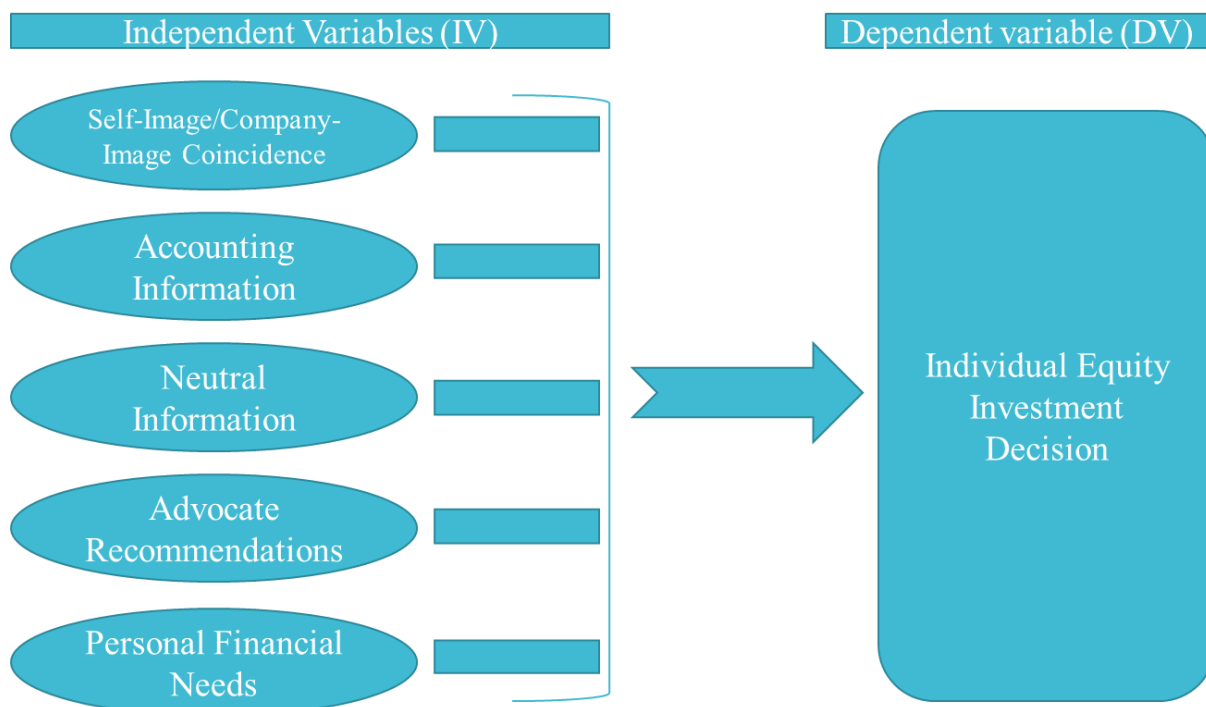 Independent Variables (IV)
Dependent variable (DV)
Self-Image/Company-
Image Coincidence
Accounting
Information
Neutral
Information
Advocate
Recommendations
Personal Financial
Needs
Individual Equity
Investment
Decision